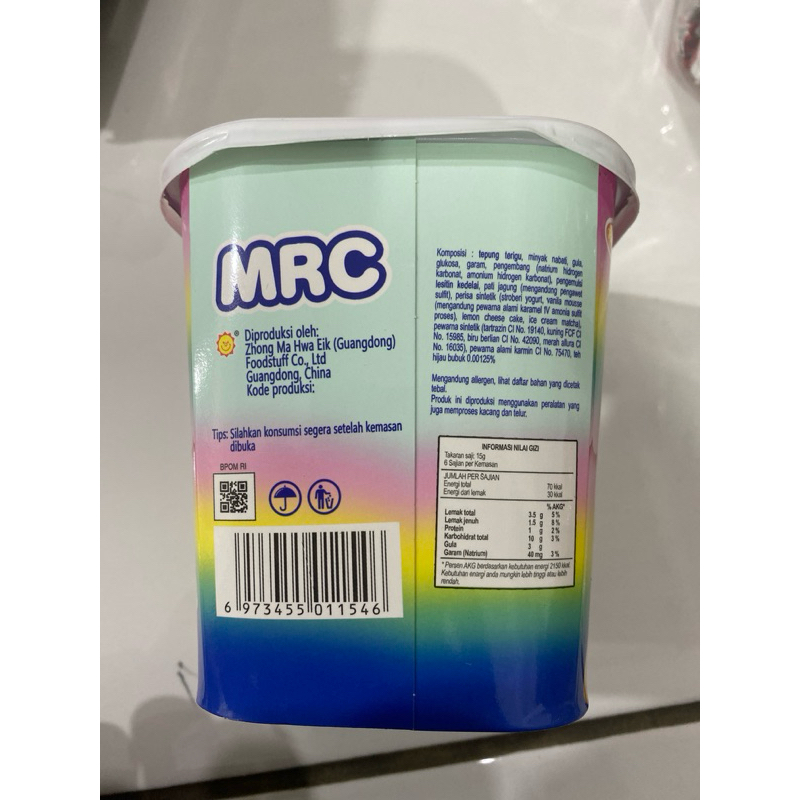 MRC
®
Diproduksi oleh:
Zhong Ma Hwa Eik (Guangdong)
Foodstuff Co., Ltd
Guangdong, China
Kode produksi:
Tips: Silahkan konsumsi segera setelah kemasan
dibuka
BPOM RI
6 973455 011546
Komposisi : tepung terigu, minyak nabati, gula,
glukosa, garam, pengembang (natrium hidrogen
karbonat, amonium hidrogen karbonat), pengemulsi
lesitin kedelai, pati jagung (mengandung pengawet
sulfit), perisa sintetik (stroberi yogurt, vanila mousse
(mengandung pewarna alami karamel IV amonia sulfit
proses), lemon cheese cake, ice cream matcha),
pewarna sintetik (tartrazin CI No. 19140, kuning FCF CI
No. 15985, biru berlian CI No. 42090, merah allura CI
No. 16035), pewarna alami karmin CI No. 75470, teh
hijau bubuk 0.00125%
Mengandung alergen, lihat daftar bahan yang dicetak
tebal.
Produk ini diproduksi menggunakan peralatan yang
juga memproses kacang dan telur.
INFORMASI NILAI GIZI
Takaran saji: 15g
6 Sajian per Kemasan
JUMLAH PER SAJIAN
Energi total 70 kkal
Energi dari lemak 30 kkal
% AKG*
Lemak total 3.5 g 5 %
Lemak jenuh 1.5 g 8 %
Protein 1 g 2 %
Karbohidrat total 10 g 3 %
Gula 3 g
Garam (Natrium) 40 mg 3 %
* Persen AKG berdasarkan kebutuhan energi 2150 kkal.
Kebutuhan energi anda mungkin lebih tinggi atau lebih
rendah.